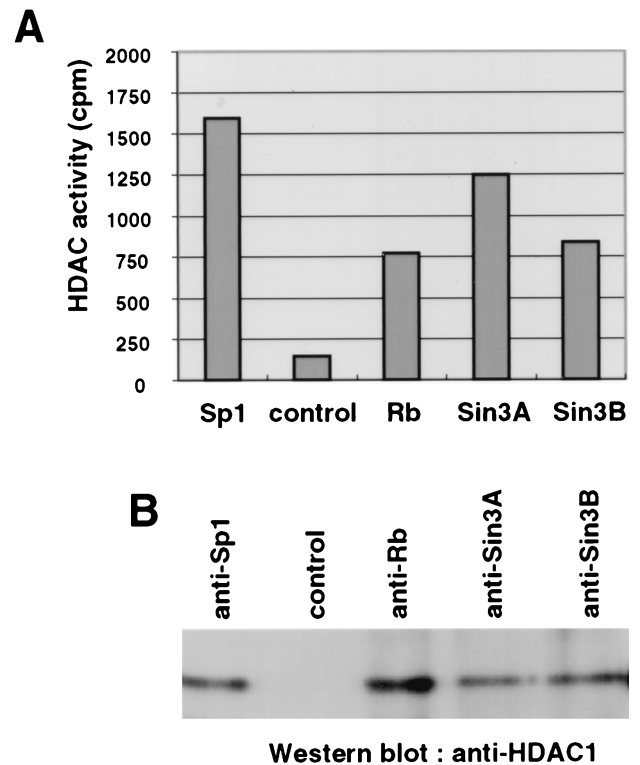 A
HDAC activity (cpm)
2000
1750
1500
1250
1000
750
500
250
0
Sp1 control Rb Sin3A Sin3B
B
anti-Sp1
control
anti-Rb
anti-Sin3A
anti-Sin3B
Western blot : anti-HDAC1